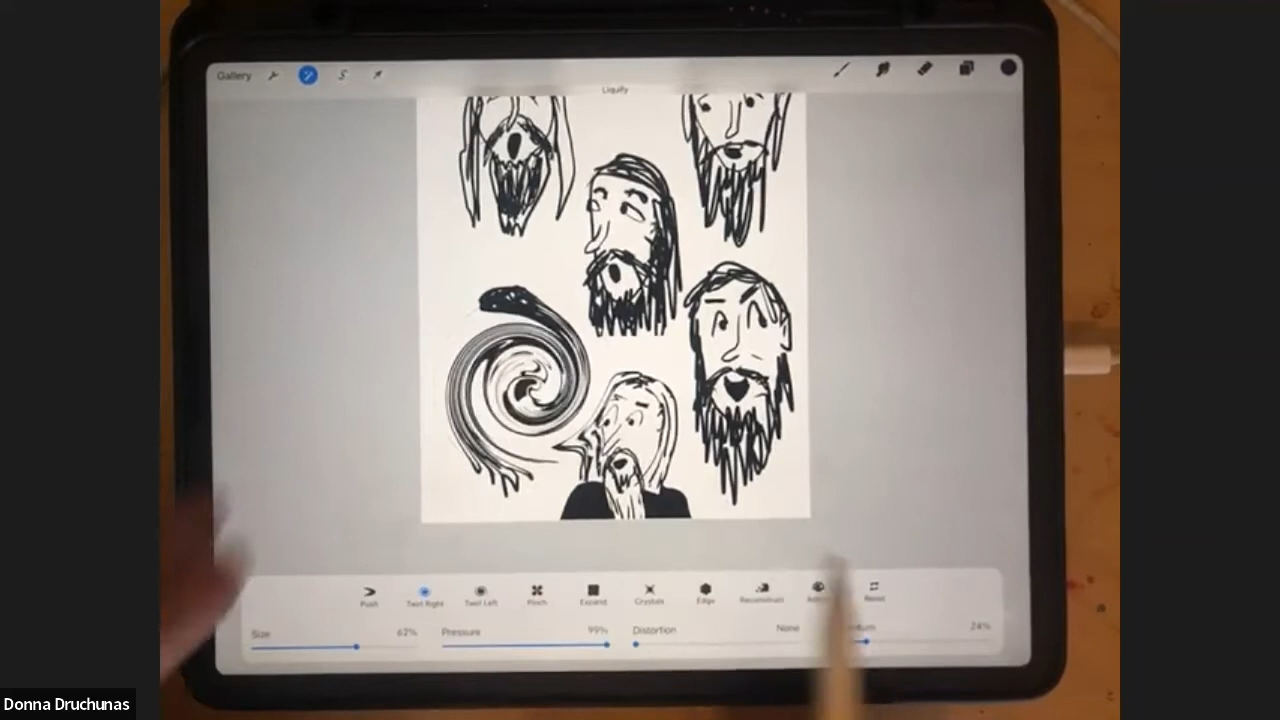 Gallery
Liquify
Push Twirl Right Twirl Left Pinch Expand Crystals Edge Reconstruct Reset
Size 62% Pressure 99% Distortion None 24%
Donna Druchunas